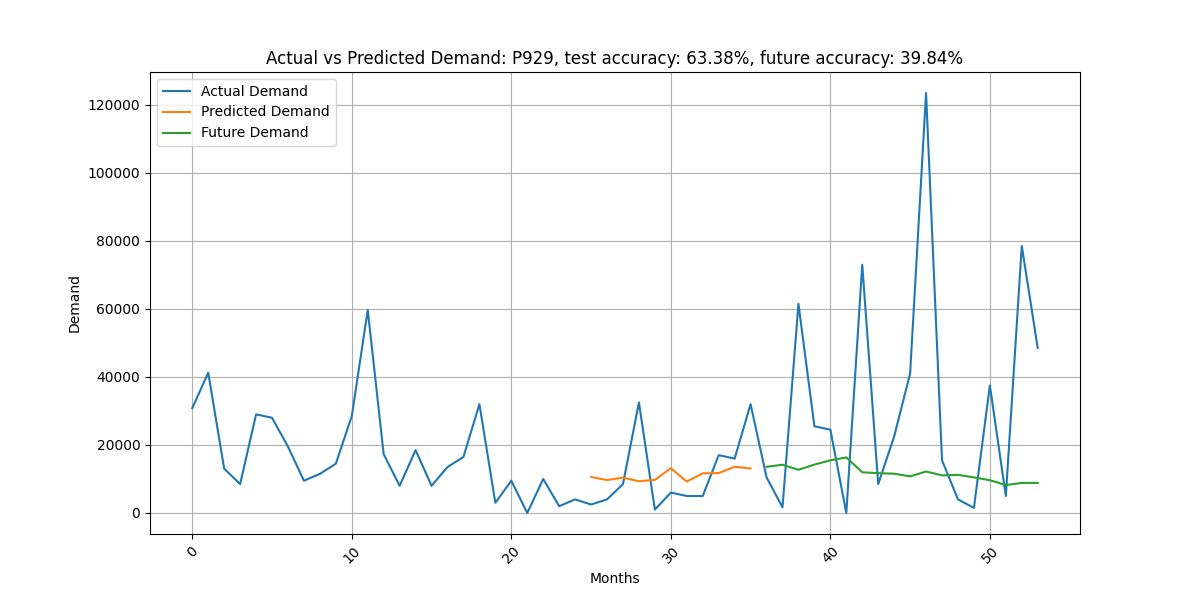 Actual vs Predicted Demand: P929, test accuracy: 63.38%, future accuracy: 39.84%
Actual Demand
Predicted Demand
Future Demand
120000
100000
80000
60000
40000
20000
0
Demand
0 10 20 30 40 50
Months